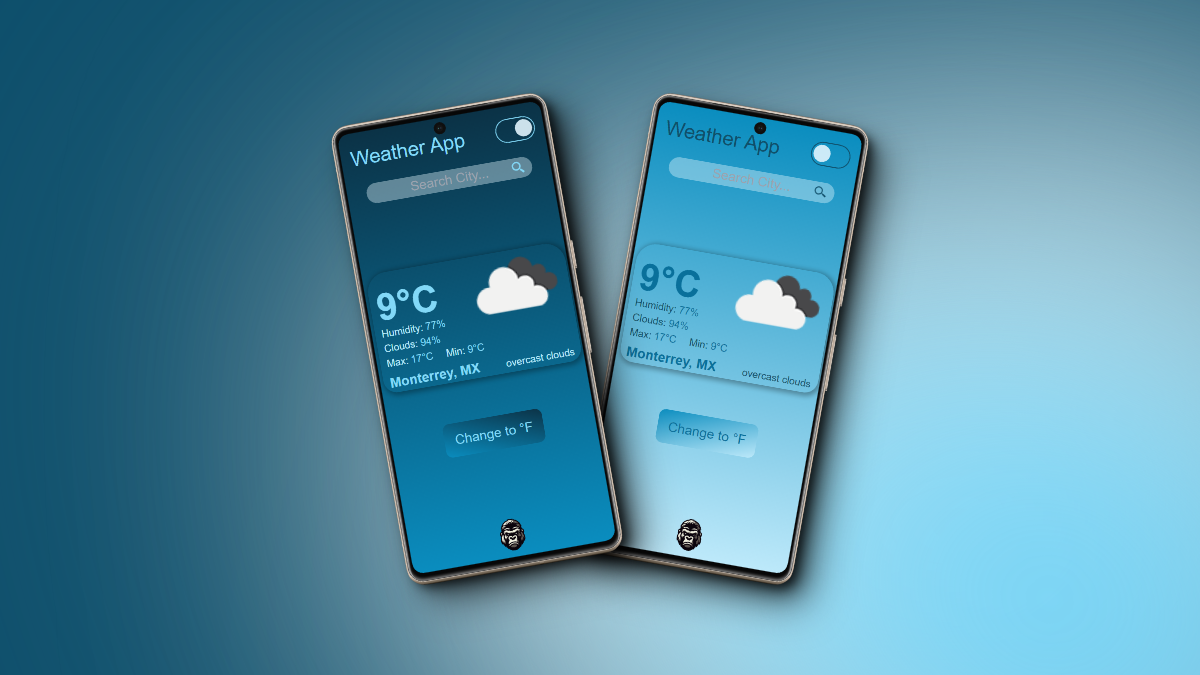 Weather App
Search City...
9°C
Humidity: 77%
Clouds: 94%
Max: 17°C Min: 9°C
Monterrey, MX
overcast clouds
Change to °F
Weather App
Search City...
9°C
Humidity: 77%
Clouds: 94%
Max: 17°C Min: 9°C
Monterrey, MX
overcast clouds
Change to °F